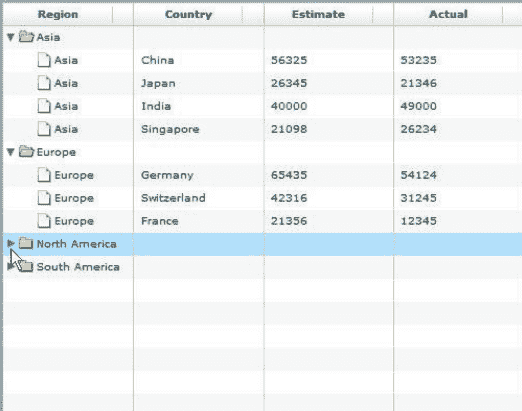 Region Country Estimate Actual
Asia
Asia China 56325 53235
Asia Japan 26345 21346
Asia India 40000 49000
Asia Singapore 21098 26234
Europe
Europe Germany 65435 54124
Europe Switzerland 42316 31245
Europe France 21356 12345
North America
South America